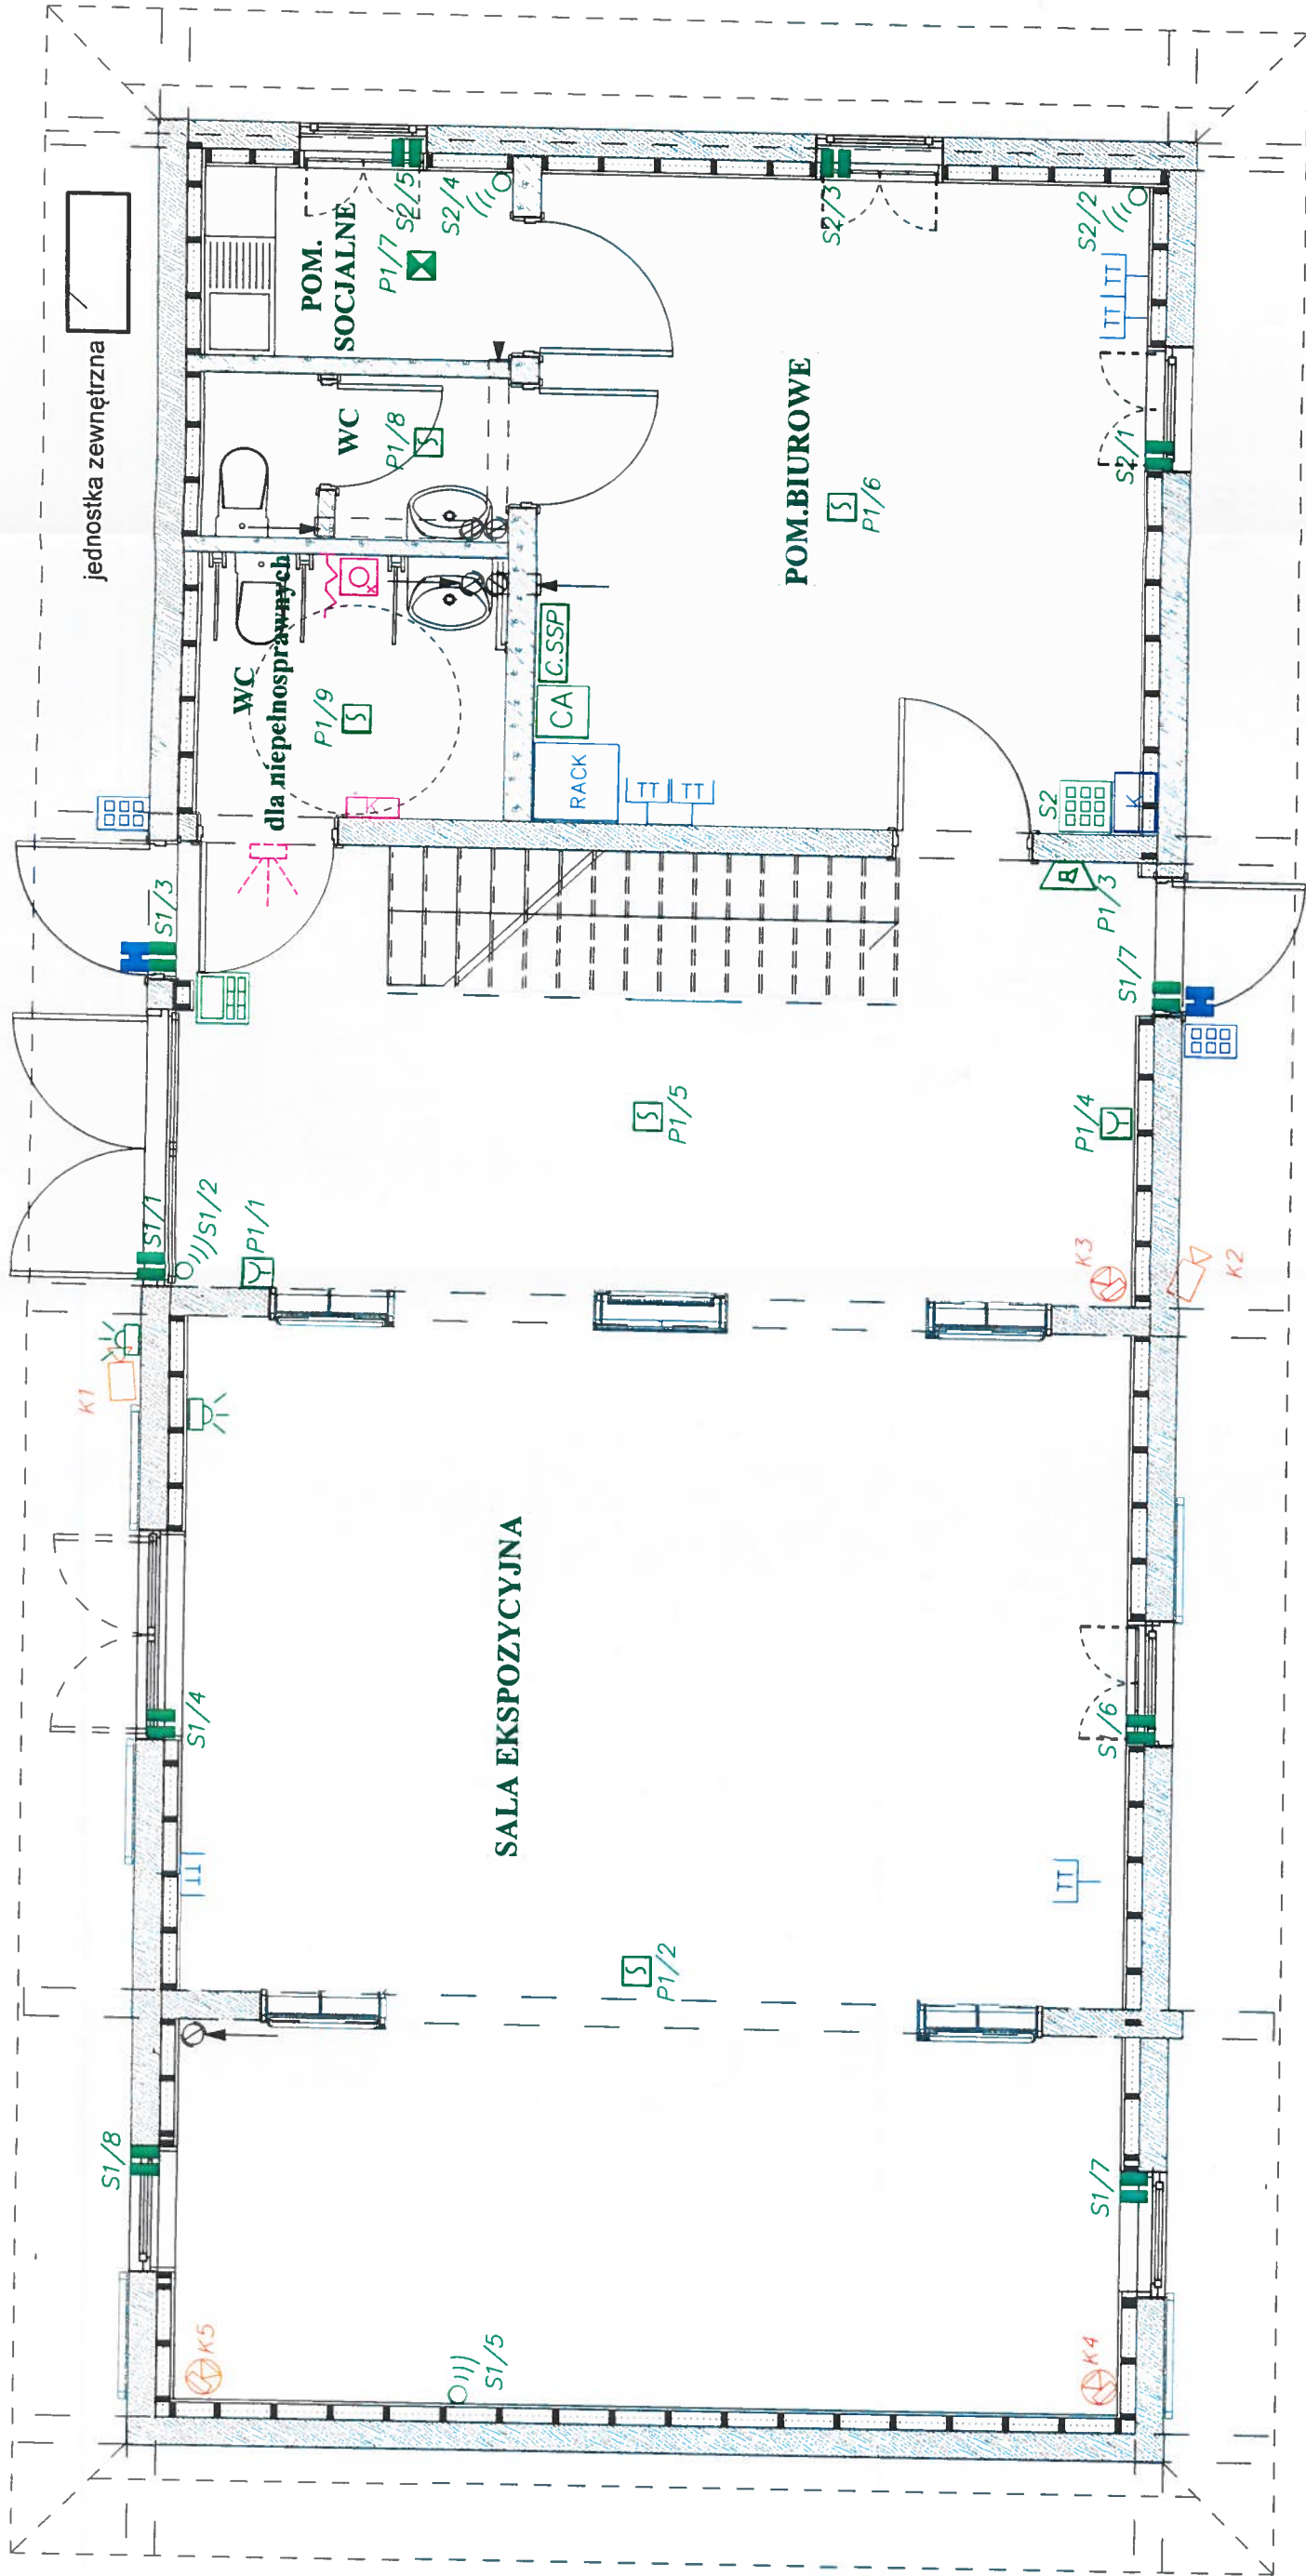 jednostka zewnętrzna
POM.
SOCJALNE
P1/7
S2/5
S2/4
S2/3
S2/2
TT
TT
S2/1
WC
P1/8
POM.BIUROWE
S
P1/6
WC
dla niepełnosprawnych
P1/9
S
S
K
C.SSP
CA
RACK
TT
TT
S2
K
S1/3
P1/3
S1/7
S1/1
S1/2
P1/1
S
P1/5
P1/4
K3
K2
K1
SALA EKSPOZYCYJNA
S1/4
S1/6
TT
TT
S
P1/2
S1/8
S1/7
K5
S1/5
K4